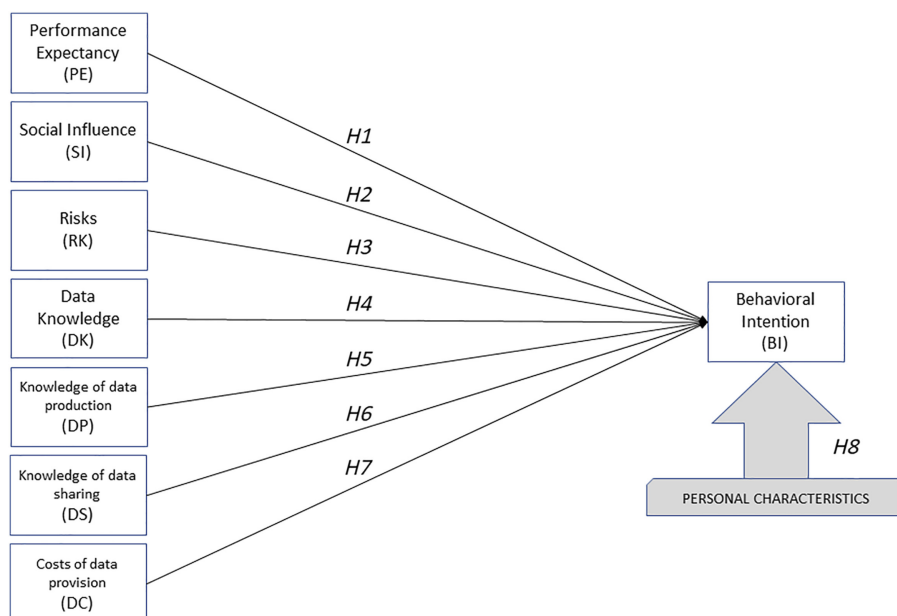 Performance
Expectancy
(PE)
H1
Social Influence
(SI)
H2
Risks
(RK)
H3
Data
Knowledge
(DK)
H4
Knowledge of data
production
(DP)
H5
Knowledge of data
sharing
(DS)
H6
Costs of data
provision
(DC)
H7
Behavioral
Intention
(BI)
H8
PERSONAL CHARACTERISTICS